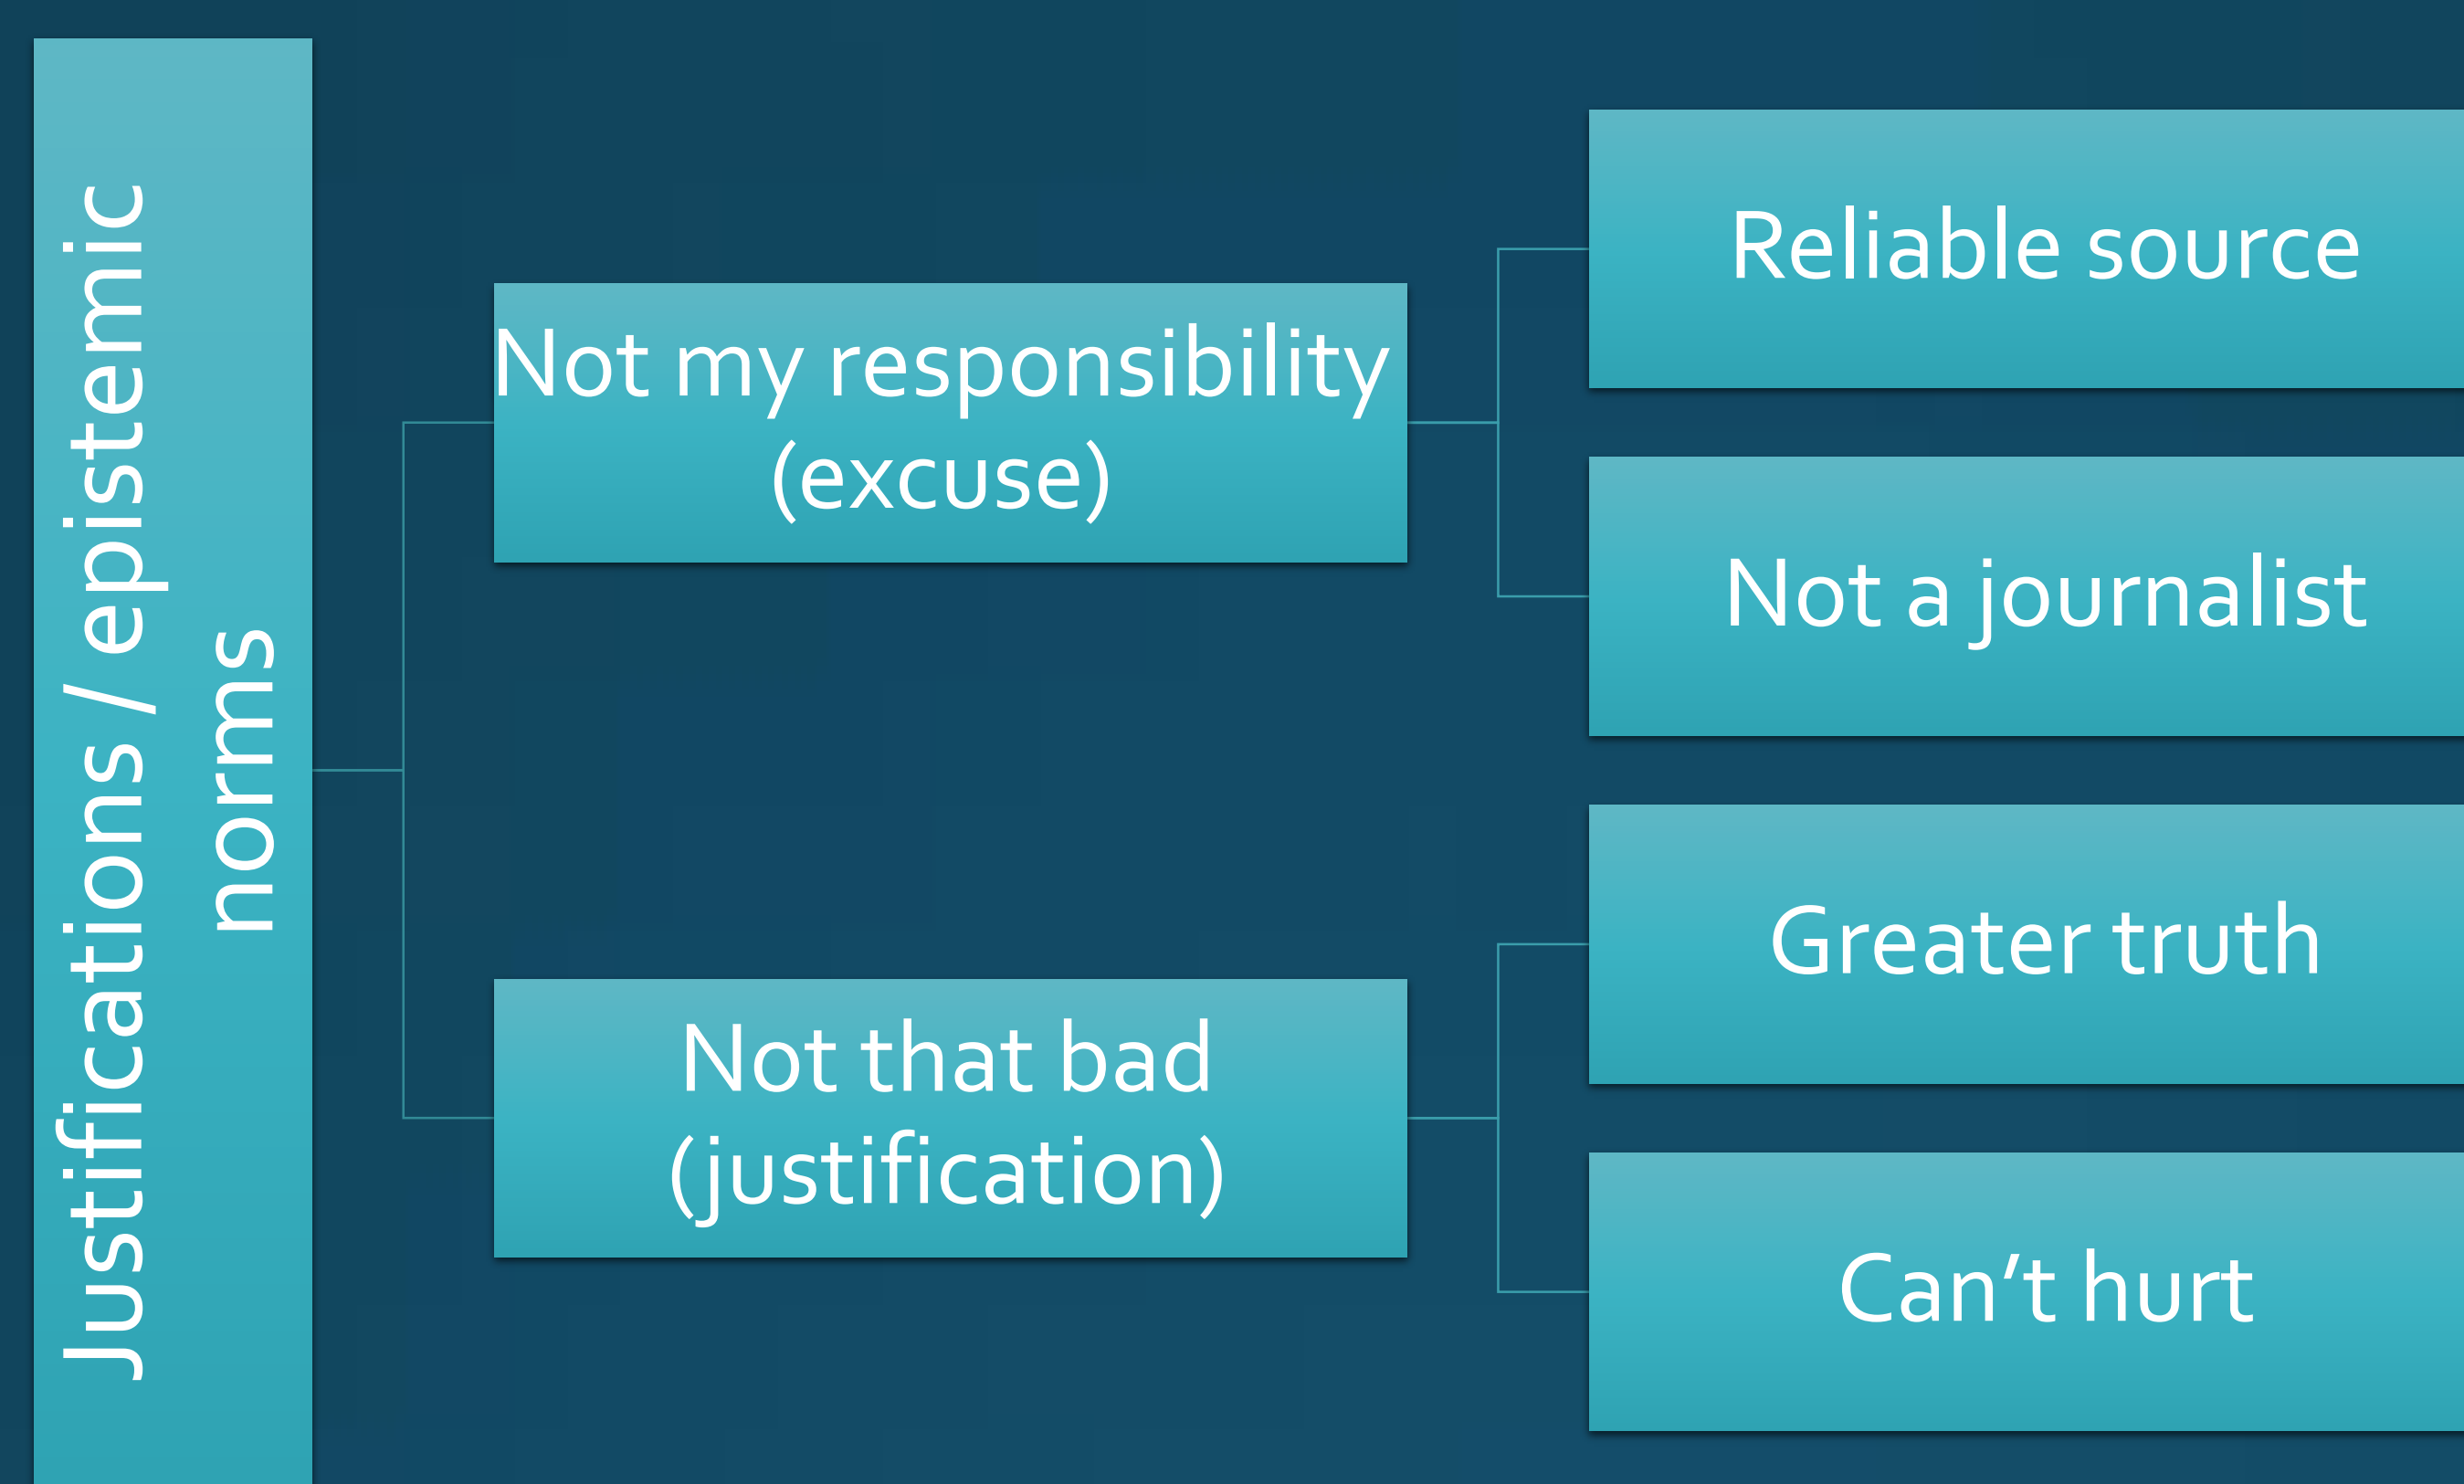 Justifications / epistemic
norms
Not my responsibility
(excuse)
Reliable source
Not a journalist
Not that bad
(justification)
Greater truth
Can’t hurt